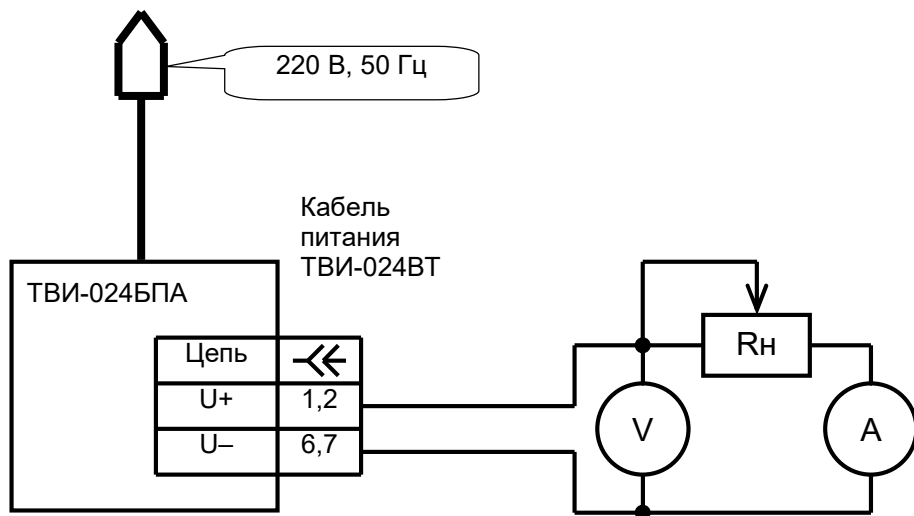 220 В, 50 Гц
Кабель
питания
ТВИ-024ВТ
ТВИ-024БПА
Цепь
U+ 1,2
U– 6,7
Rн
V
A